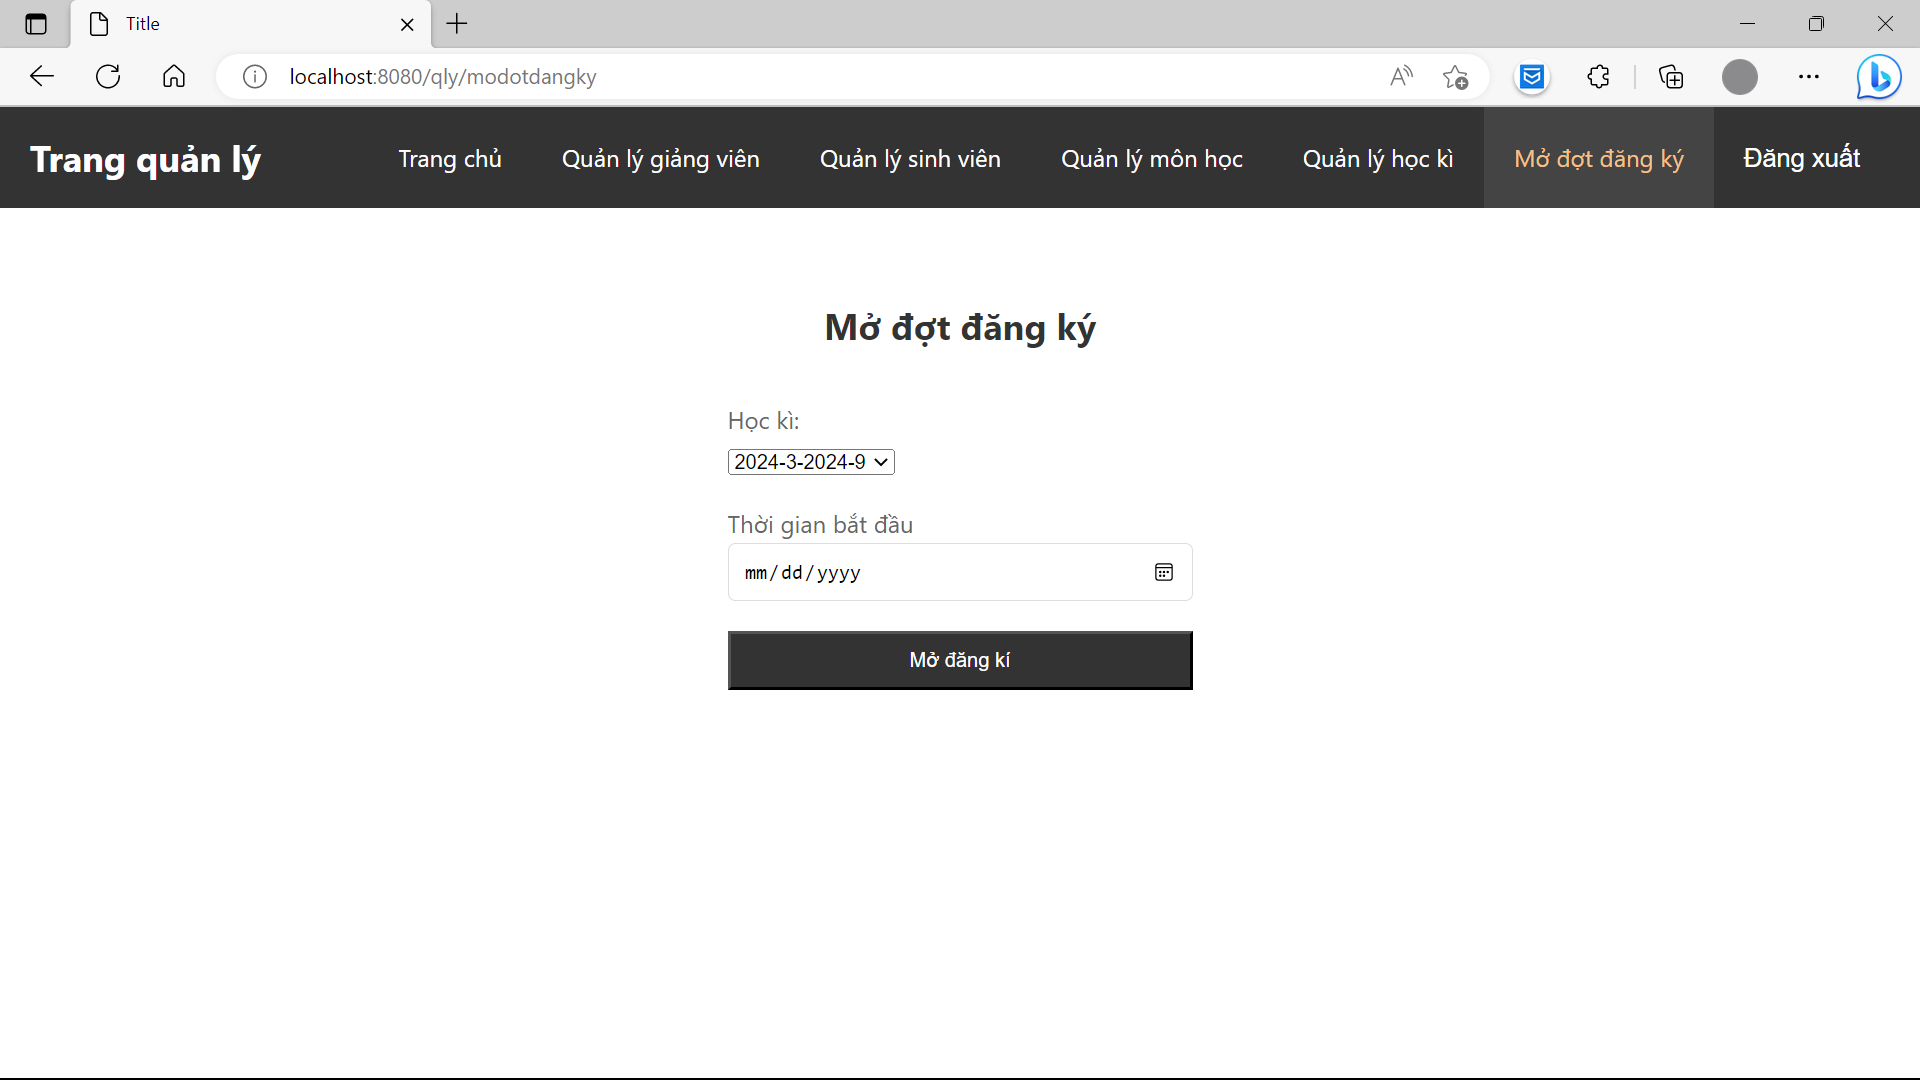 Title
localhost:8080/qly/modotdangky
Trang quản lý
Trang chủ
Quản lý giảng viên
Quản lý sinh viên
Quản lý môn học
Quản lý học kì
Mở đợt đăng ký
Đăng xuất
Mở đợt đăng ký
Học kì:
2024-3-2024-9
Thời gian bắt đầu
mm/dd/yyyy
Mở đăng kí